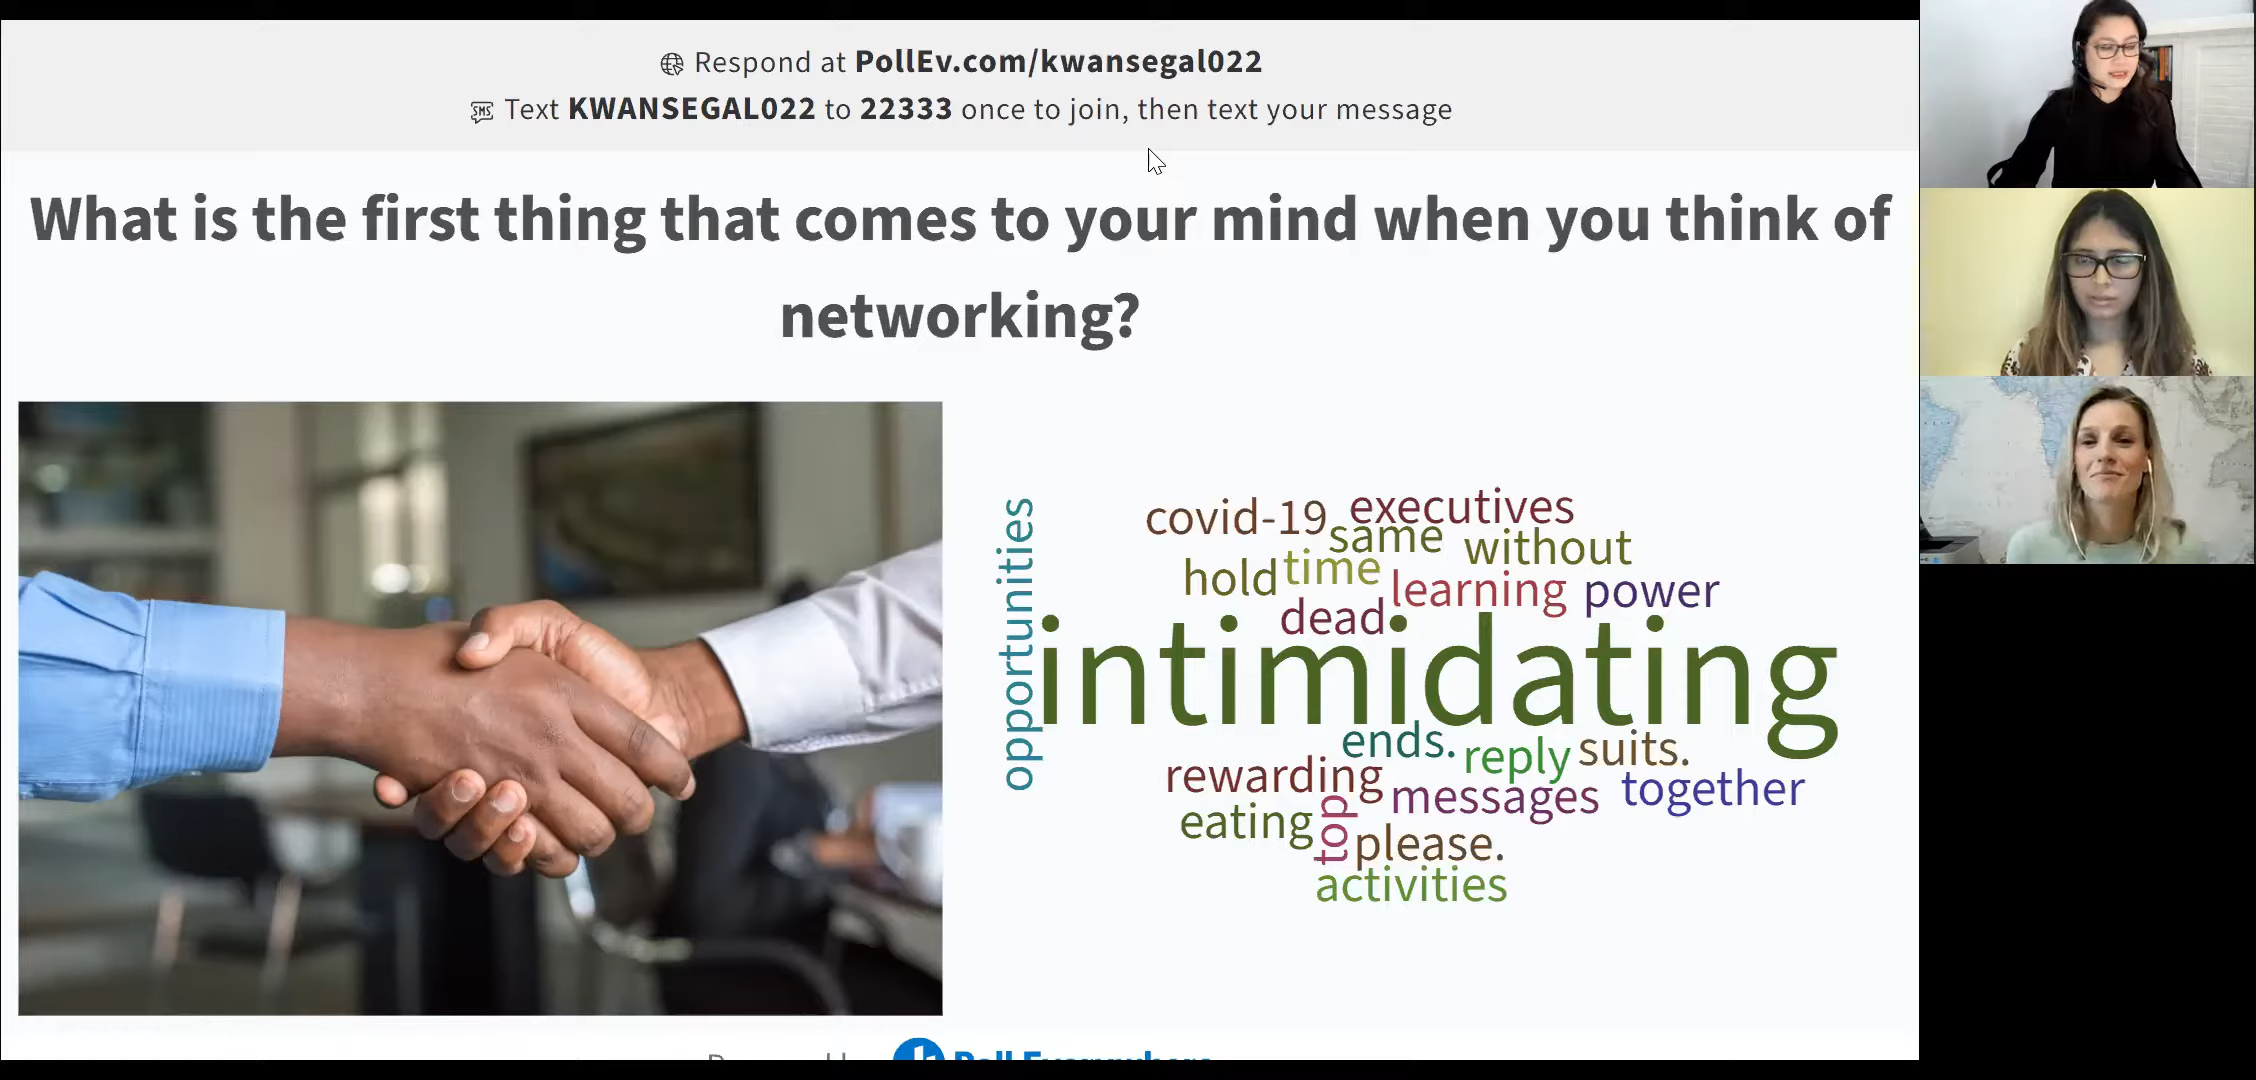 Respond at PollEv.com/kwansegal022
Text KWANSEGAL022 to 22333 once to join, then text your message
What is the first thing that comes to your mind when you think of
networking?
opportunities
covid-19 executives
same without
hold time learning power
dead
intimidating
ends. reply suits.
rewarding messages together
eating top please.
activities
Poll Everywhere